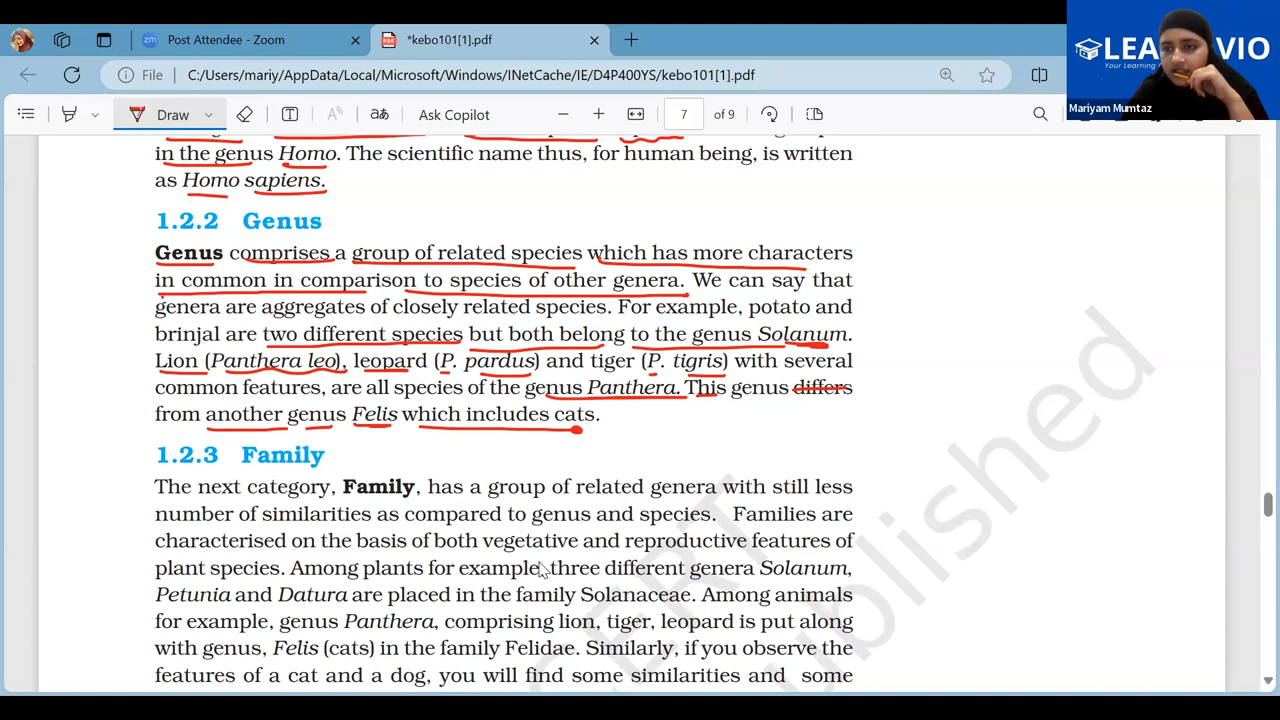 Post Attendee - Zoom
*kebo101[1].pdf
File
C:/Users/mariy/AppData/Local/Microsoft/Windows/INetCache/IE/D4P400YS/kebo101[1].pdf
VIO
Your Learning
Mariyam Mumtaz
Draw
Ask Copilot
7 of 9
in the genus Homo. The scientific name thus, for human being, is written
as Homo sapiens.
1.2.2 Genus
Genus comprises a group of related species which has more characters
in common in comparison to species of other genera. We can say that
genera are aggregates of closely related species. For example, potato and
brinjal are two different species but both belong to the genus Solanum.
Lion (Panthera leo), leopard (P. pardus) and tiger (P. tigris) with several
common features, are all species of the genus Panthera. This genus differs
from another genus Felis which includes cats.
1.2.3 Family
The next category, Family, has a group of related genera with still less
number of similarities as compared to genus and species. Families are
characterised on the basis of both vegetative and reproductive features of
plant species. Among plants for example, three different genera Solanum,
Petunia and Datura are placed in the family Solanaceae. Among animals
for example, genus Panthera, comprising lion, tiger, leopard is put along
with genus, Felis (cats) in the family Felidae. Similarly, if you observe the
features of a cat and a dog, you will find some similarities and some